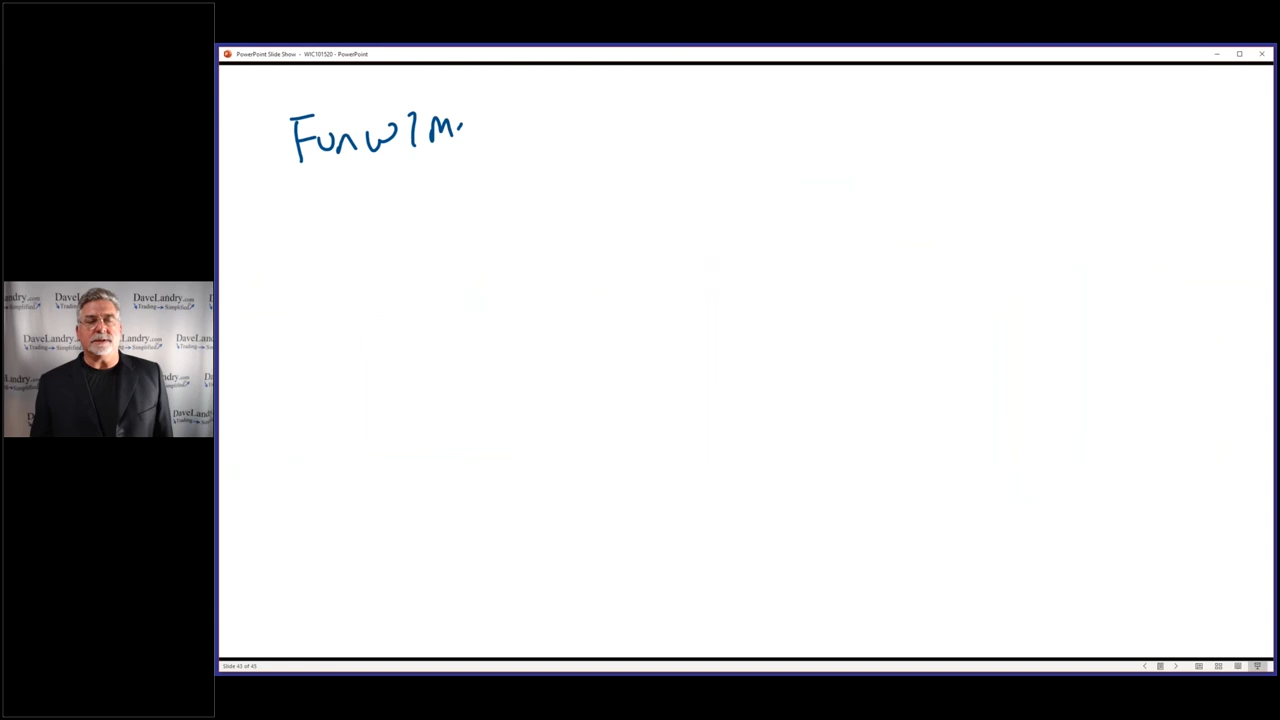 PowerPoint Slide Show - WIC101520 - PowerPoint
Fun w/ m.
DaveLandry.com
Trading Simplified
Slide 43 of 45